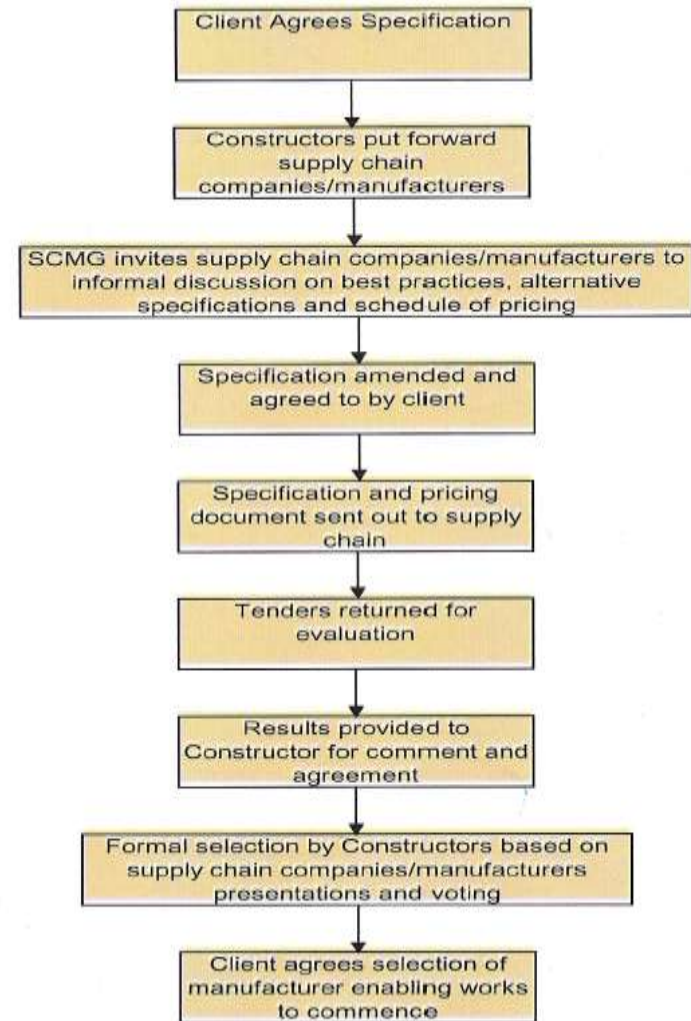 Client Agrees Specification
Constructors put forward
supply chain
companies/manufacturers
SCMG invites supply chain companies/manufacturers to
informal discussion on best practices, alternative
specifications and schedule of pricing
Specification amended and
agreed to by client
Specification and pricing
document sent out to supply
chain
Tenders returned for
evaluation
Results provided to
Constructor for comment and
agreement
Formal selection by Constructors based on
supply chain companies/manufacturers
presentations and voting
Client agrees selection of
manufacturer enabling works
to commence